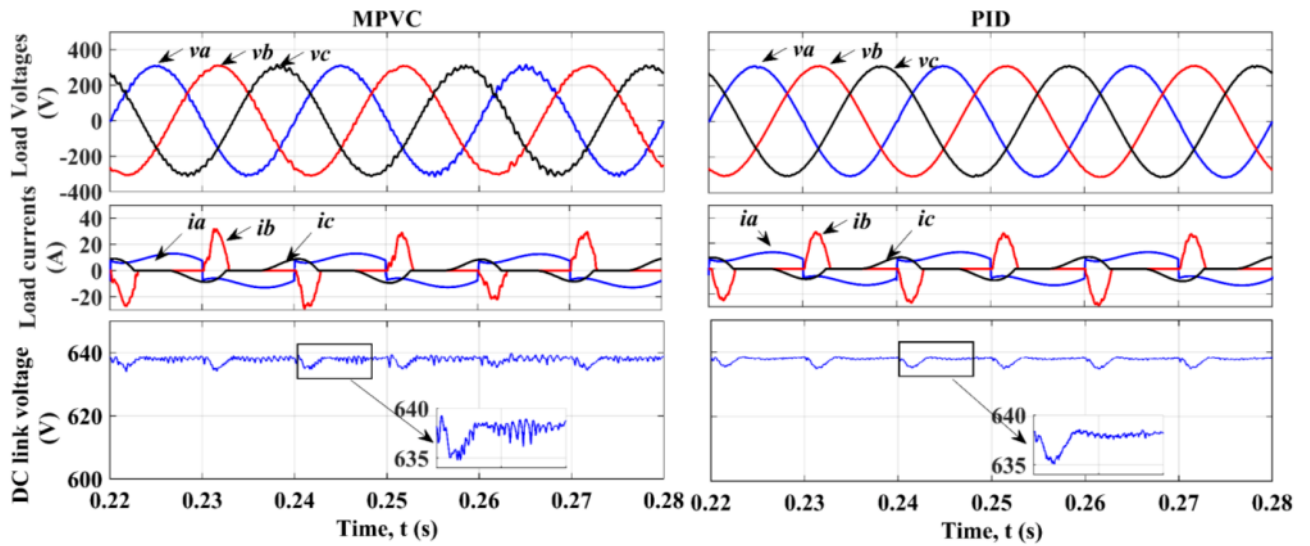 MPVC
PID
Load Voltages
(V)
400
200
0
-200
-400
va
vb
vc
va
vb
vc
Load currents
(A)
40
20
0
-20
ia
ib
ic
ia
ib
ic
DC link voltage
(V)
640
620
600
640
635
640
635
0.22 0.23 0.24 0.25 0.26 0.27 0.28
0.22 0.23 0.24 0.25 0.26 0.27 0.28
Time, t (s)
Time, t (s)